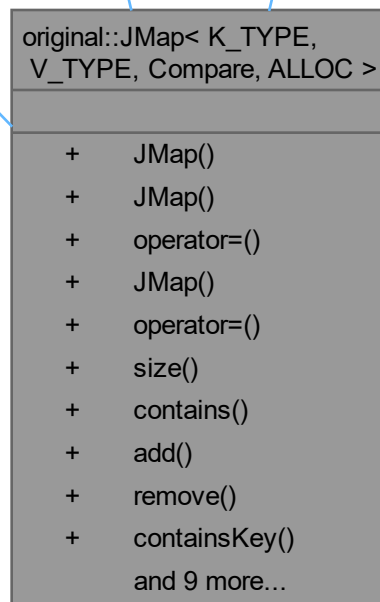 original::JMap< K_TYPE,
V_TYPE, Compare, ALLOC >
+ JMap()
+ JMap()
+ operator=()
+ JMap()
+ operator=()
+ size()
+ contains()
+ add()
+ remove()
+ containsKey()
and 9 more...